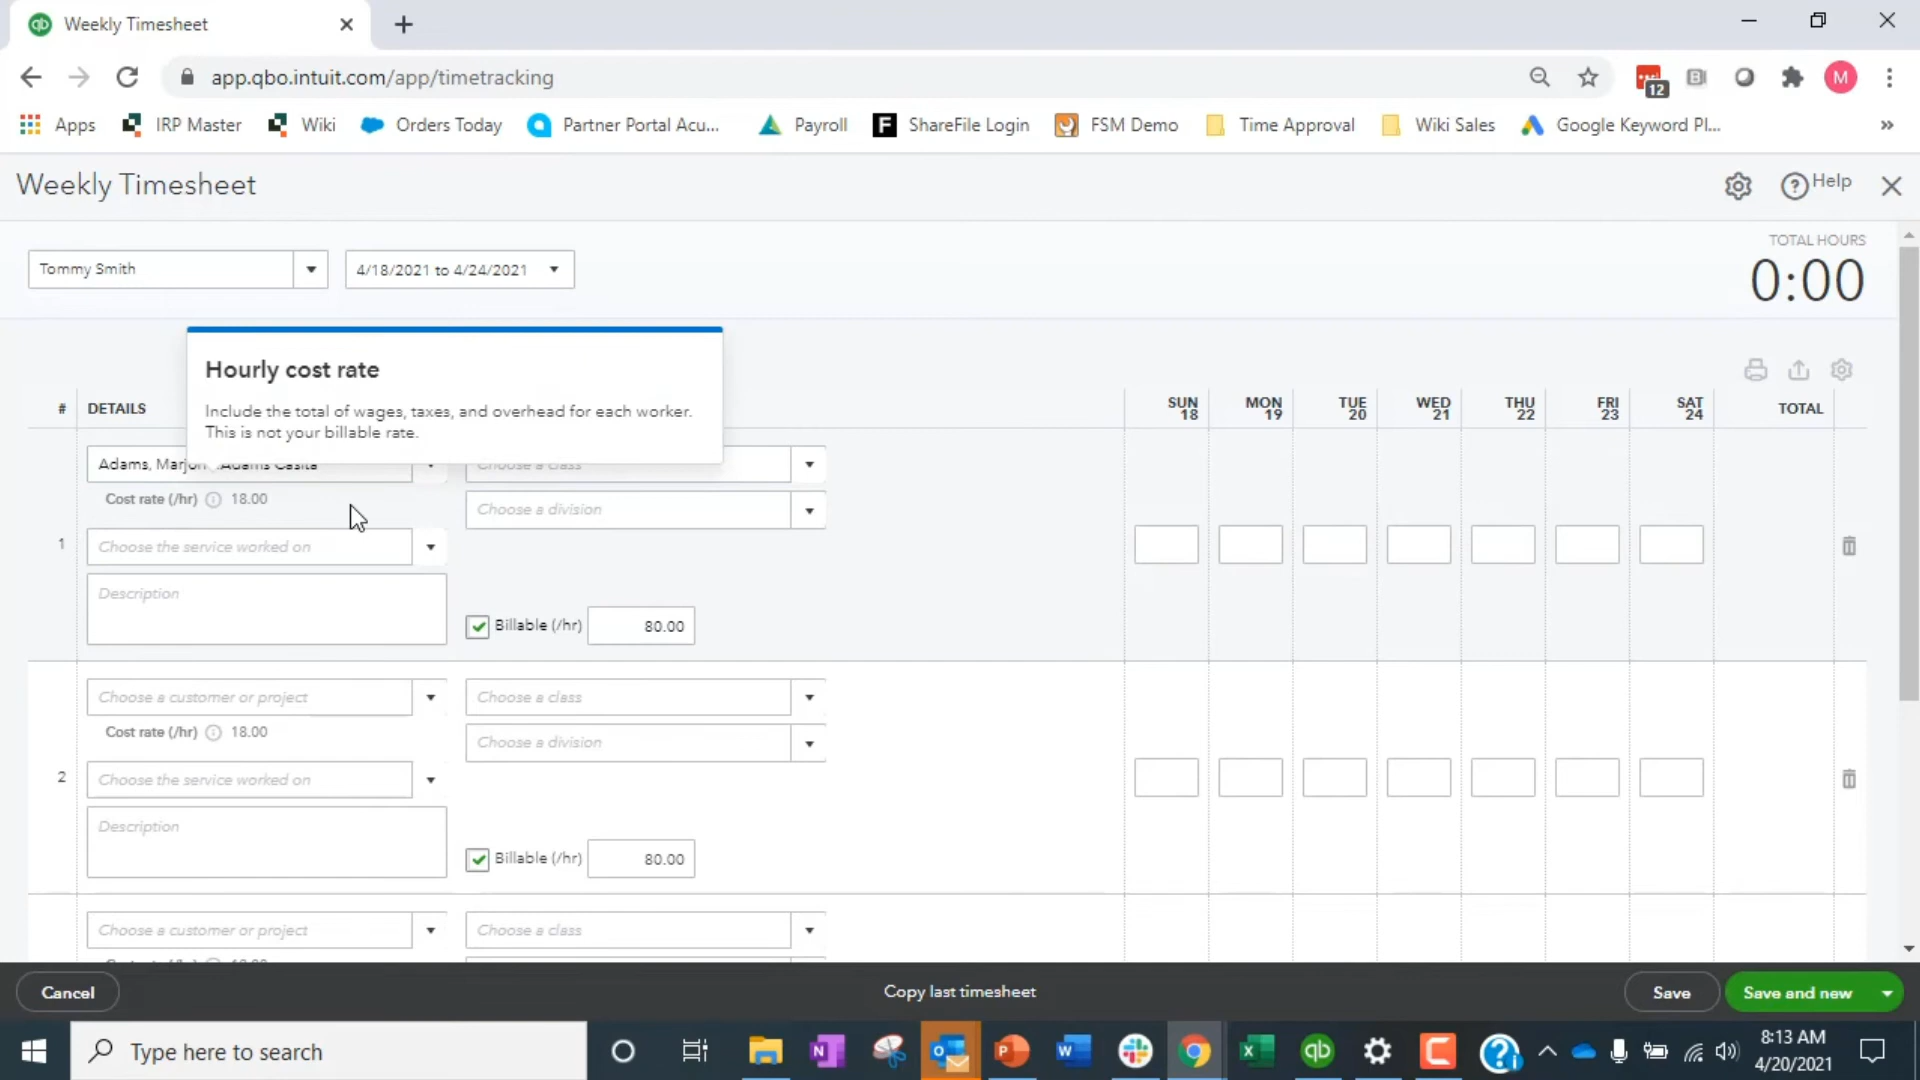 Weekly Timesheet
app.qbo.intuit.com/app/timetracking
12
M
Apps
IRP Master
Wiki
Orders Today
Partner Portal Acu...
Payroll
ShareFile Login
FSM Demo
Time Approval
Wiki Sales
Google Keyword Pl...
Weekly Timesheet
Help
Tommy Smith
4/18/2021 to 4/24/2021
TOTAL HOURS
0:00
Hourly cost rate
Include the total of wages, taxes, and overhead for each worker.
This is not your billable rate.
# DETAILS
SUN 18
MON 19
TUE 20
WED 21
THU 22
FRI 23
SAT 24
TOTAL
Adams, Marjori Adams Casita
Choose a class
Cost rate (/hr) 18.00
Choose a division
1
Choose the service worked on
Description
Billable (/hr) 80.00
Choose a customer or project
Choose a class
Cost rate (/hr) 18.00
Choose a division
2
Choose the service worked on
Description
Billable (/hr) 80.00
Choose a customer or project
Choose a class
Cancel
Copy last timesheet
Save
Save and new
Type here to search
8:13 AM
4/20/2021